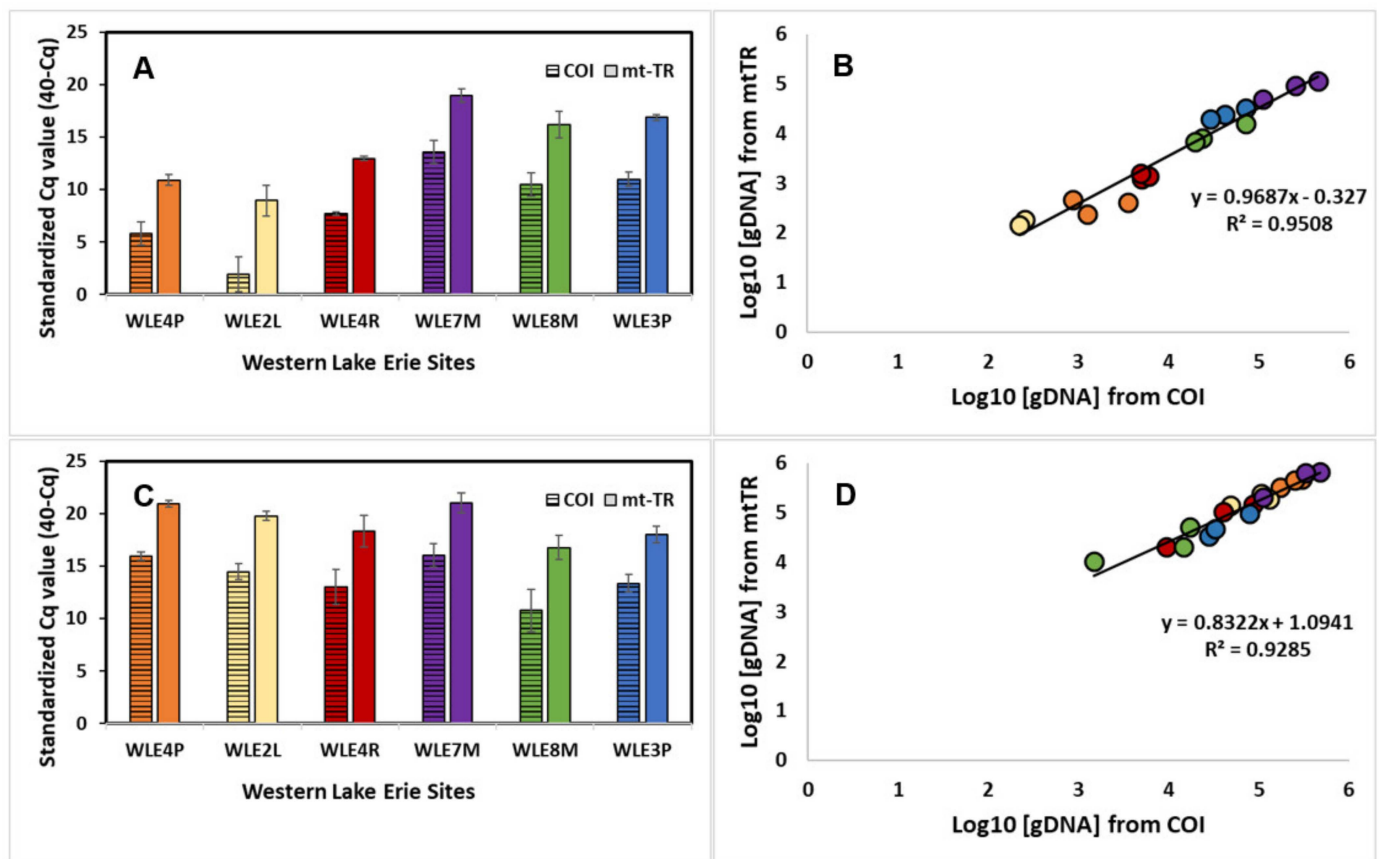 A
COI mt-TR
Standardized Cq value (40-Cq)
25
20
15
10
5
0
WLE4P WLE2L WLE4R WLE7M WLE8M WLE3P
Western Lake Erie Sites
B
Log10 [gDNA] from mtTR
6
5
4
3
2
1
0
y = 0.9687x - 0.327
R² = 0.9508
0 1 2 3 4 5 6
Log10 [gDNA] from COI
C
COI mt-TR
Standardized Cq value (40-Cq)
25
20
15
10
5
0
WLE4P WLE2L WLE4R WLE7M WLE8M WLE3P
Western Lake Erie Sites
D
Log10 [gDNA] from mtTR
6
5
4
3
2
1
0
y = 0.8322x + 1.0941
R² = 0.9285
0 1 2 3 4 5 6
Log10 [gDNA] from COI